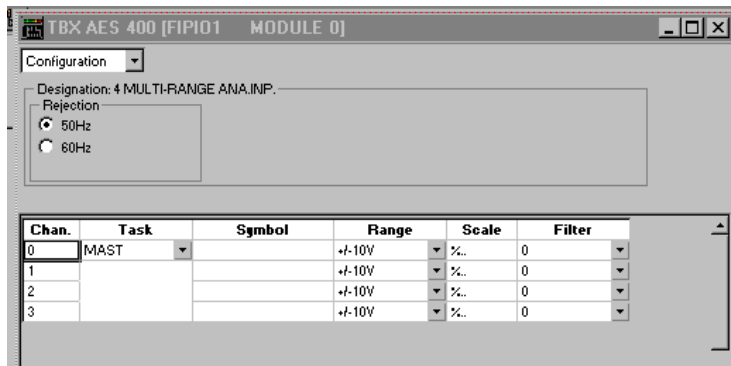 TBX AES 400 [FIPIO1 MODULE 0]
Configuration
Designation: 4 MULTI-RANGE ANA.INP.
Rejection
50Hz
60Hz
Chan. Task Symbol Range Scale Filter
0 MAST +/-10V %.. 0
1 +/-10V %.. 0
2 +/-10V %.. 0
3 +/-10V %.. 0